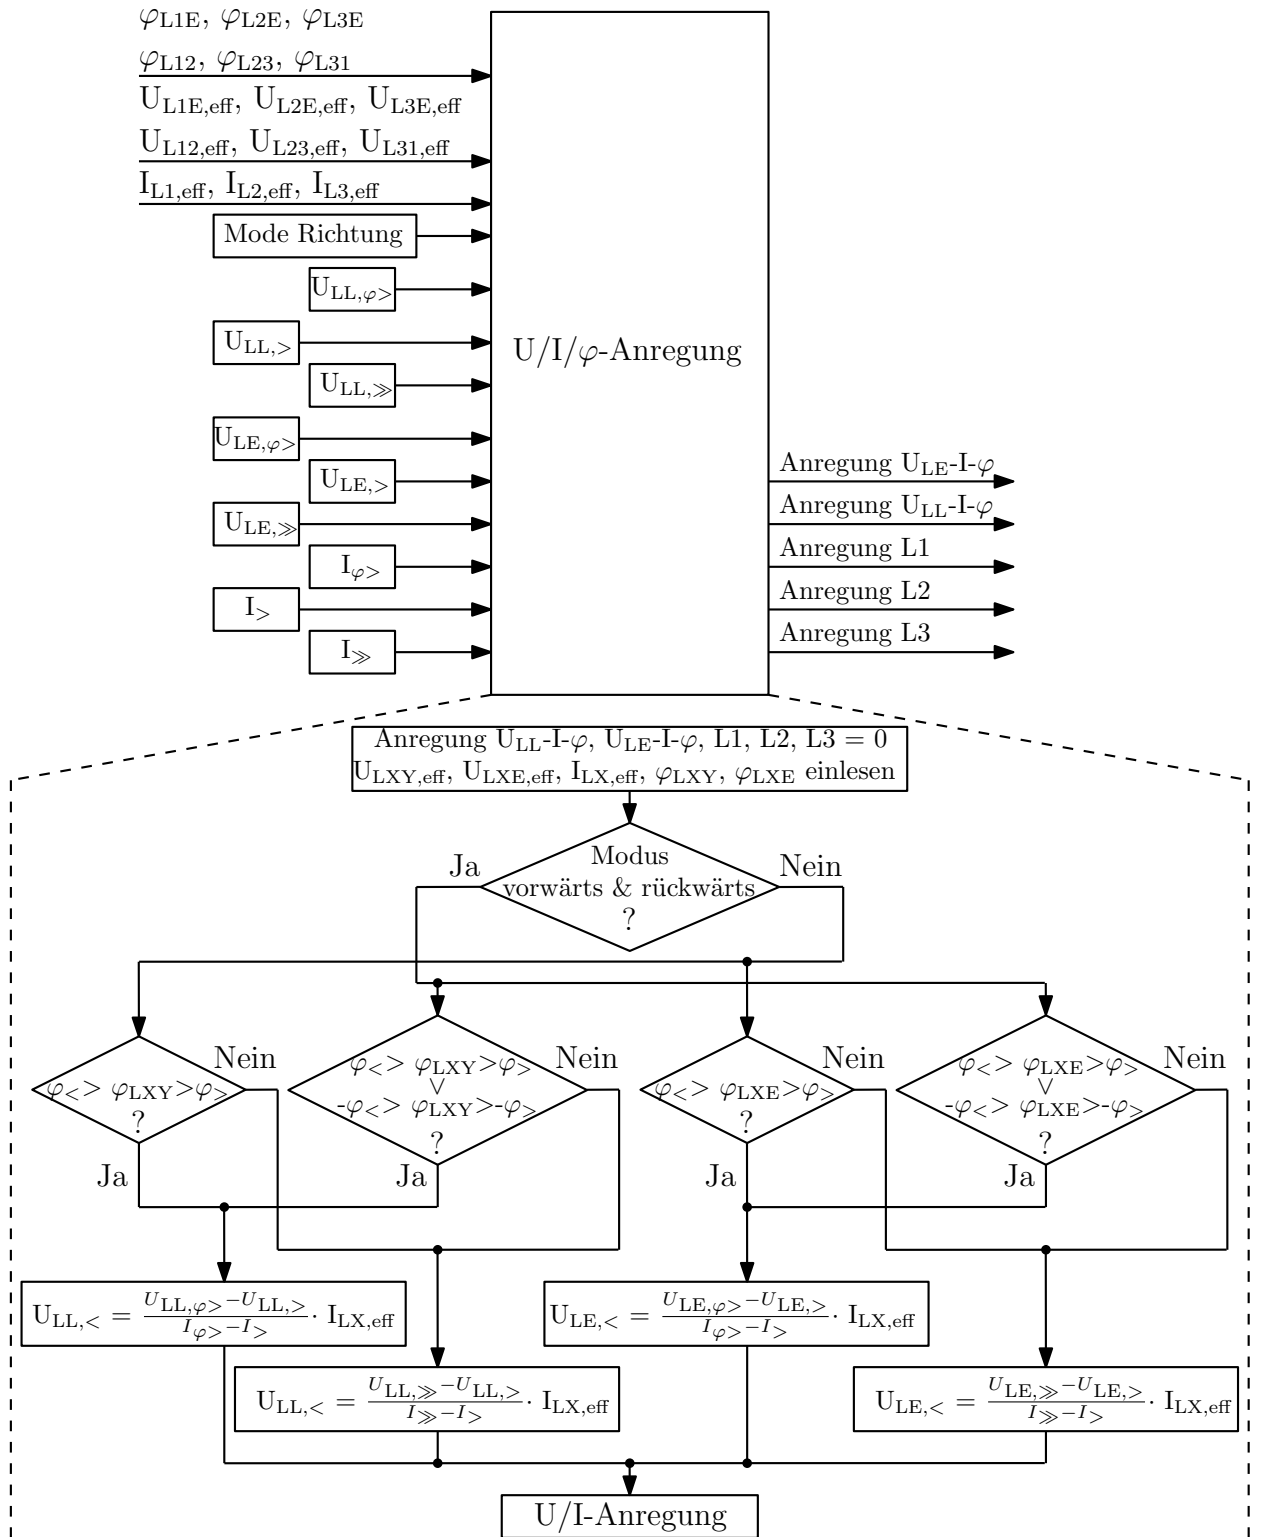 φL1E, φL2E, φL3E
φL12, φL23, φL31
UL1E,eff, UL2E,eff, UL3E,eff
UL12,eff, UL23,eff, UL31,eff
IL1,eff, IL2,eff, IL3,eff
Mode Richtung
ULL,φ>
ULL,>
ULL,≫
ULE,φ>
ULE,>
ULE,≫
Iφ>
I>
I≫
U/I/φ-Anregung
Anregung ULE-I-φ
Anregung ULL-I-φ
Anregung L1
Anregung L2
Anregung L3
Anregung ULL-I-φ, ULE-I-φ, L1, L2, L3 = 0
ULXY,eff, ULXE,eff, ILX,eff, φLXY, φLXE einlesen
Ja
Modus
vorwärts & rückwärts
?
Nein
φ<> φLXY>φ>
?
Nein
Ja
φ<> φLXY>φ>
∨
-φ<> φLXY>-φ>
?
Nein
Ja
φ<> φLXE>φ>
?
Nein
Ja
φ<> φLXE>φ>
∨
-φ<> φLXE>-φ>
?
Nein
Ja
ULL,< = (ULL,φ>−ULL,>)/(Iφ>−I>) · ILX,eff
ULE,< = (ULE,φ>−ULE,>)/(Iφ>−I>) · ILX,eff
ULL,< = (ULL,≫−ULL,>)/(I≫−I>) · ILX,eff
ULE,< = (ULE,≫−ULE,>)/(I≫−I>) · ILX,eff
U/I-Anregung